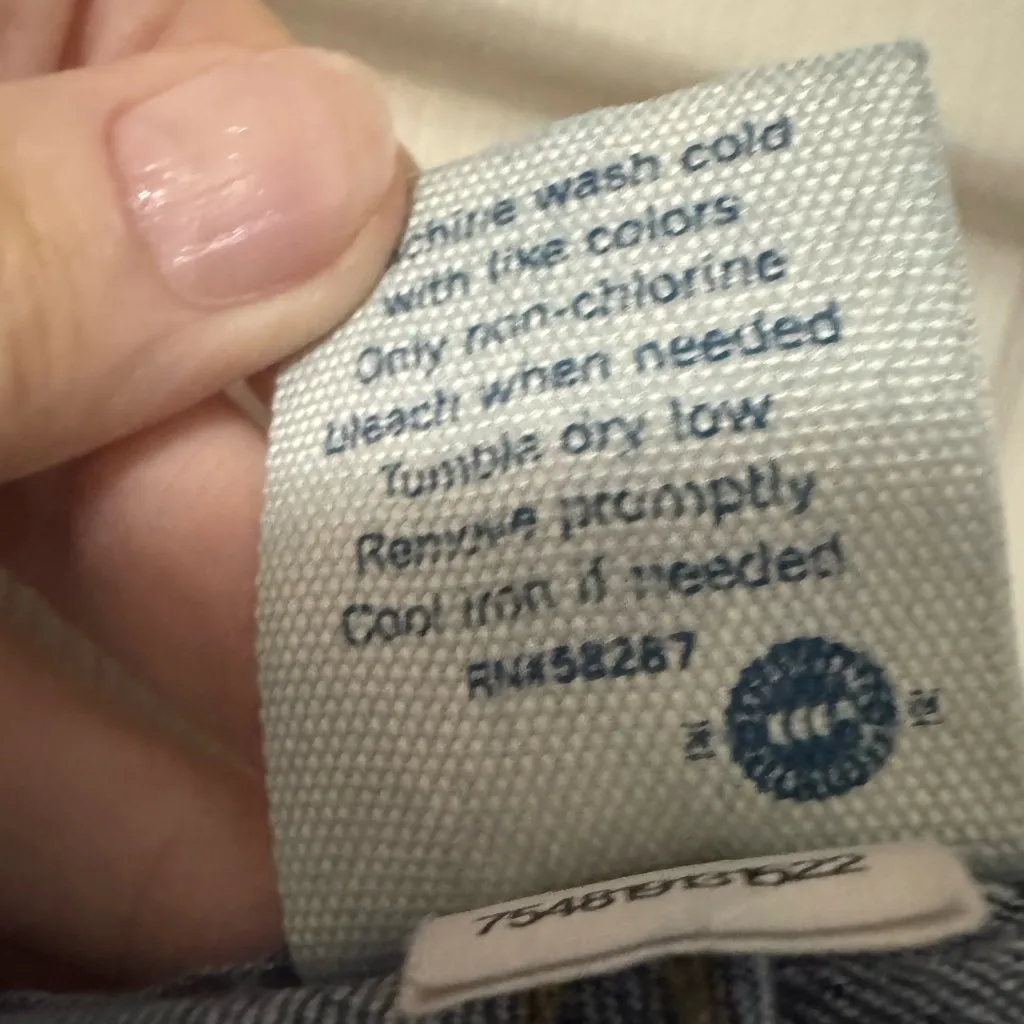 chine wash cold
with like colors
Only non-chlorine
bleach when needed
Tumble dry low
Remove promptly
Cool iron if needed
RN#58287